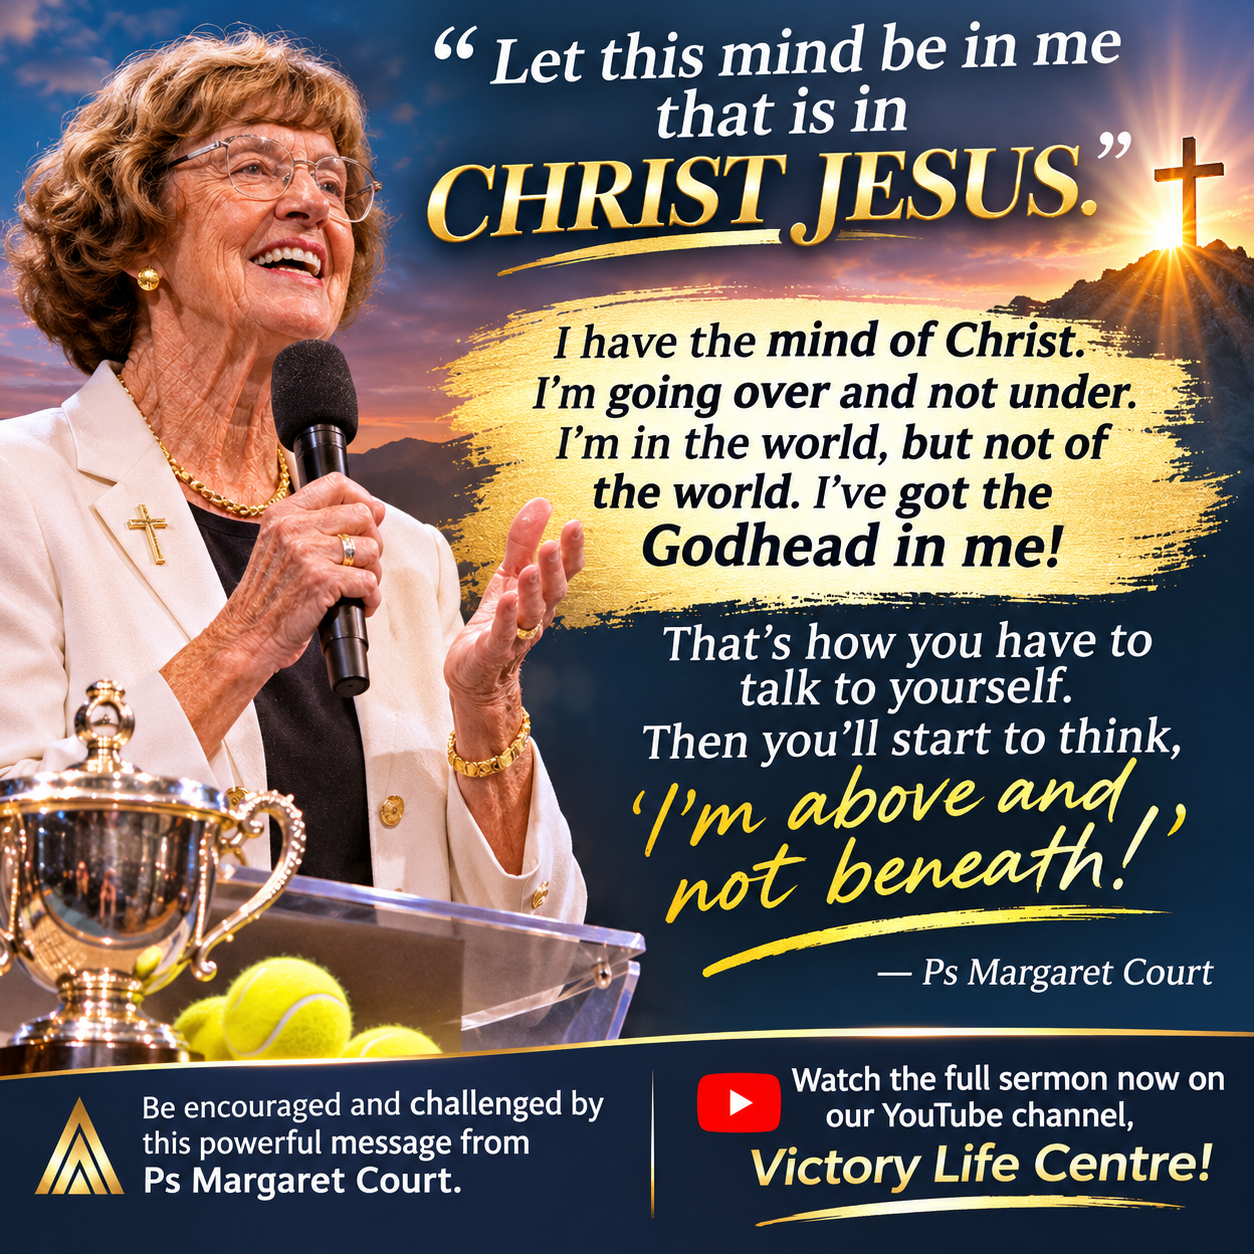 “Let this mind be in me
that is in
CHRIST JESUS.”
I have the mind of Christ.
I’m going over and not under.
I’m in the world, but not of
the world. I’ve got the
Godhead in me!
That’s how you have to
talk to yourself.
Then you’ll start to think,
‘I’m above and
not beneath!’
— Ps Margaret Court
Be encouraged and challenged by
this powerful message from
Ps Margaret Court.
Watch the full sermon now on
our YouTube channel,
Victory Life Centre!